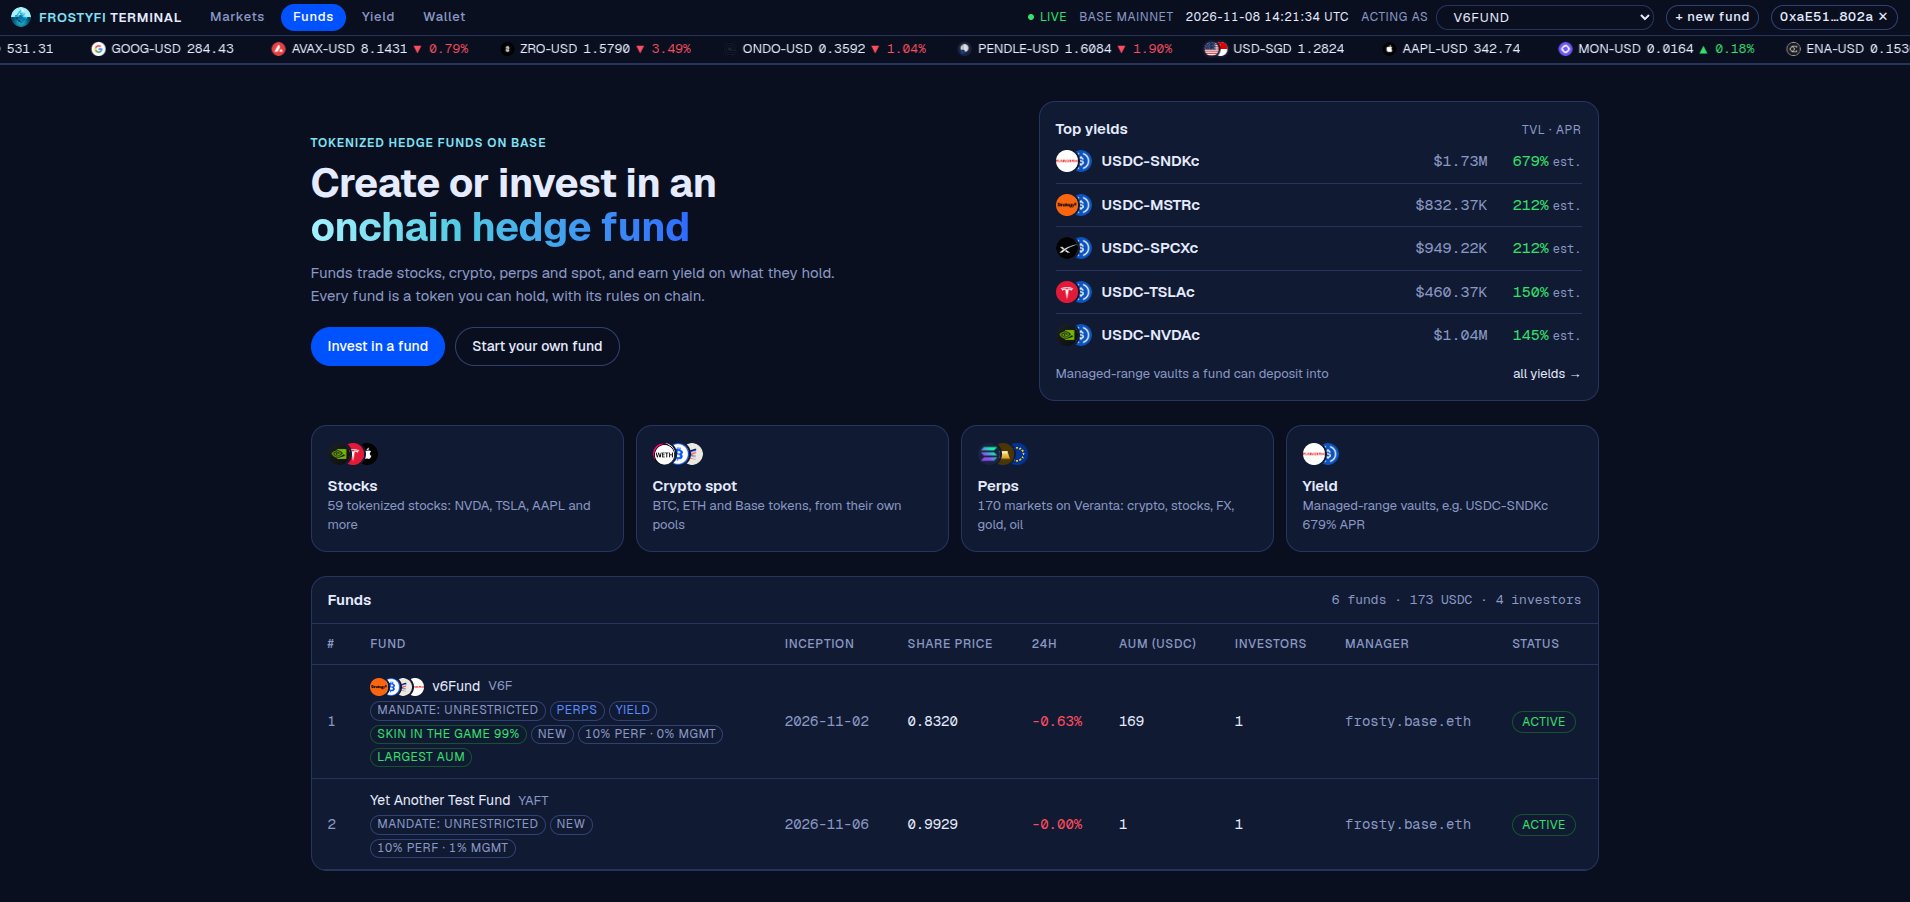 FROSTYFI TERMINAL Markets Funds Yield Wallet LIVE BASE MAINNET 2026-11-08 14:21:34 UTC ACTING AS V6FUND + new fund 0xaE51…802a ✕
531.31 GOOG-USD 284.43 AVAX-USD 8.1431 ▼ 0.79% ZRO-USD 1.5790 ▼ 3.49% ONDO-USD 0.3592 ▼ 1.04% PENDLE-USD 1.6084 ▼ 1.90% USD-SGD 1.2824 AAPL-USD 342.74 MON-USD 0.0164 ▲ 0.18% ENA-USD 0.153
TOKENIZED HEDGE FUNDS ON BASE
Create or invest in an
onchain hedge fund
Funds trade stocks, crypto, perps and spot, and earn yield on what they hold.
Every fund is a token you can hold, with its rules on chain.
Invest in a fund Start your own fund
Top yields TVL · APR
USDC-SNDKc $1.73M 679% est.
USDC-MSTRc $832.37K 212% est.
USDC-SPCXc $949.22K 212% est.
USDC-TSLAc $460.37K 150% est.
USDC-NVDAc $1.04M 145% est.
Managed-range vaults a fund can deposit into all yields →
Stocks
59 tokenized stocks: NVDA, TSLA, AAPL and
more
WETH
Crypto spot
BTC, ETH and Base tokens, from their own
pools
Perps
170 markets on Veranta: crypto, stocks, FX,
gold, oil
Yield
Managed-range vaults, e.g. USDC-SNDKc
679% APR
Funds 6 funds · 173 USDC · 4 investors
# FUND INCEPTION SHARE PRICE 24H AUM (USDC) INVESTORS MANAGER STATUS
v6Fund V6F
MANDATE: UNRESTRICTED PERPS YIELD
1 2026-11-02 0.8320 -0.63% 169 1 frosty.base.eth ACTIVE
SKIN IN THE GAME 99% NEW 10% PERF · 0% MGMT
LARGEST AUM
Yet Another Test Fund YAFT
2 MANDATE: UNRESTRICTED NEW 2026-11-06 0.9929 -0.00% 1 1 frosty.base.eth ACTIVE
10% PERF · 1% MGMT